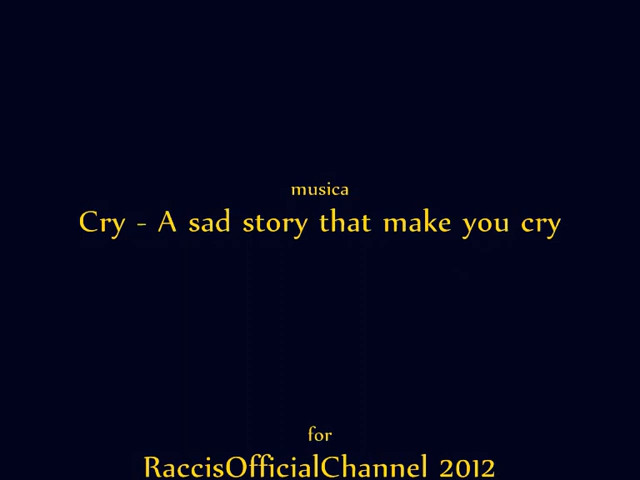 musica
Cry - A sad story that make you cry
for
RaccisOfficialChannel 2012